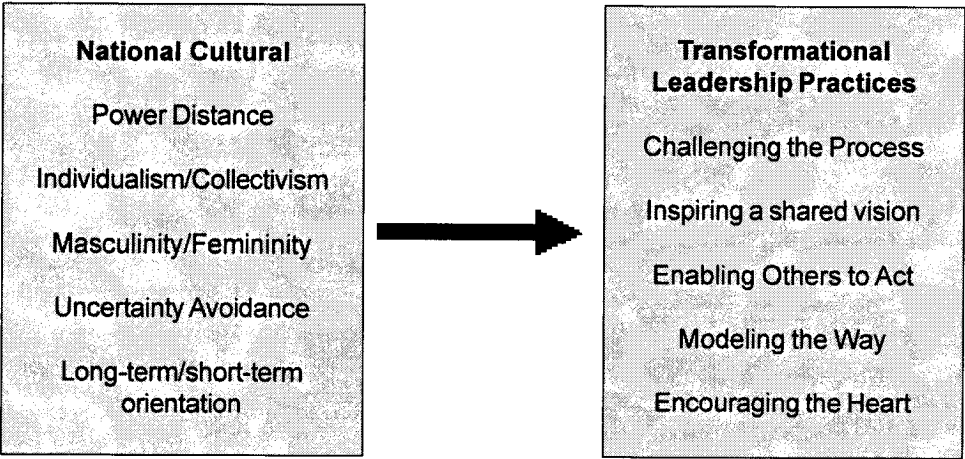 National Cultural
Power Distance
Individualism/Collectivism
Masculinity/Femininity
Uncertainty Avoidance
Long-term/short-term
orientation
Transformational
Leadership Practices
Challenging the Process
Inspiring a shared vision
Enabling Others to Act
Modeling the Way
Encouraging the Heart